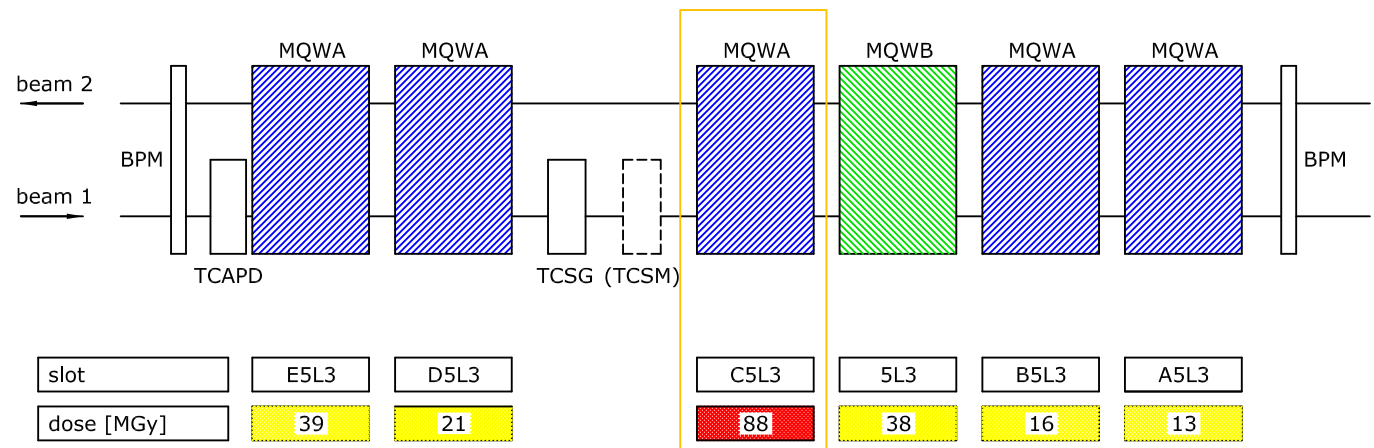 MQWA MQWA MQWA MQWB MQWA MQWA
beam 2
BPM BPM
beam 1
TCAPD TCSG (TCSM)
slot E5L3 D5L3 C5L3 5L3 B5L3 A5L3
dose [MGy] 39 21 88 38 16 13